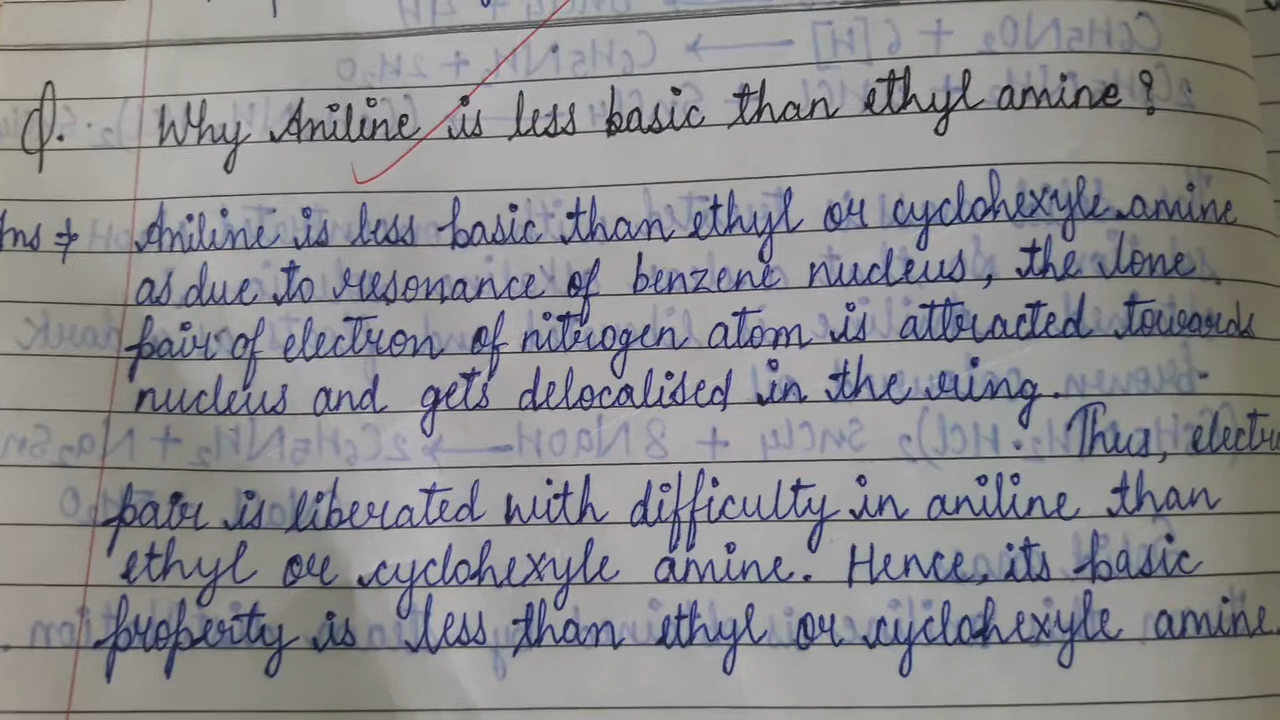 Q. Why Aniline is less basic than ethyl amine?
Ans ⇒ Aniline is less basic than ethyl or cyclohexyle amine
as due to resonance of benzene nucleus, the lone
pair of electron of nitrogen atom is attracted towards
nucleus and gets delocalised in the ring.
Thus, electr
pair is liberated with difficulty in aniline than
ethyl or cyclohexyle amine. Hence, its basic
property is less than ethyl or cyclohexyle amine.